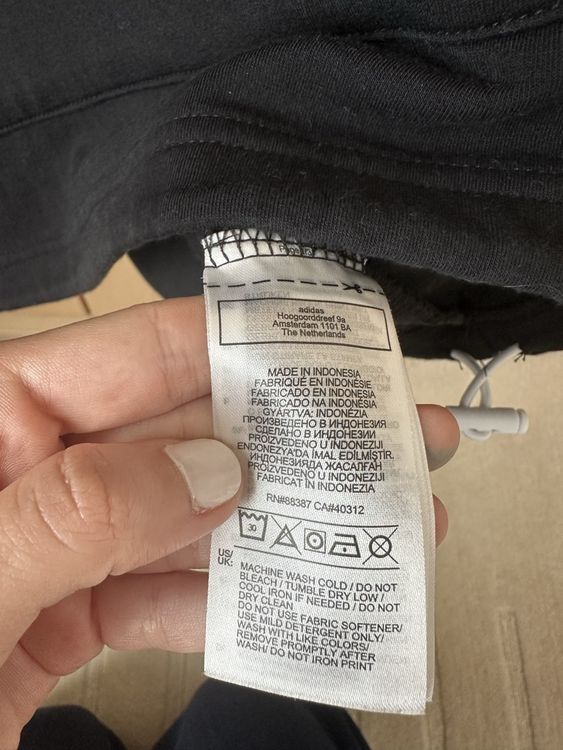 adidas
Hoogoorddreef 9a
Amsterdam 1101 BA
The Netherlands
MADE IN INDONESIA
FABRIQUÉ EN INDONÉSIE
FABRICADO EN INDONESIA
FABRICADO NA INDONÉSIA
GYÁRTVA: INDONÉZIA
ПРОИЗВЕДЕНО В ИНДОНЕЗИЯ
СДЕЛАНО В ИНДОНЕЗИИ
PROIZVEDENO U INDONEZIJI
ENDONEZYA'DA İMAL EDİLMİŞTİR.
ИНДОНЕЗИЯДА ЖАСАЛҒАН
PROIZVEDENO U INDONEZIJI
FABRICAT IN INDONEZIA
RN#88387 CA#40312
30
US/
UK:
MACHINE WASH COLD / DO NOT
BLEACH / TUMBLE DRY LOW /
COOL IRON IF NEEDED / DO NOT
DRY CLEAN
DO NOT USE FABRIC SOFTENER/
USE MILD DETERGENT ONLY/
WASH WITH LIKE COLORS/
REMOVE PROMPTLY AFTER
WASH/ DO NOT IRON PRINT